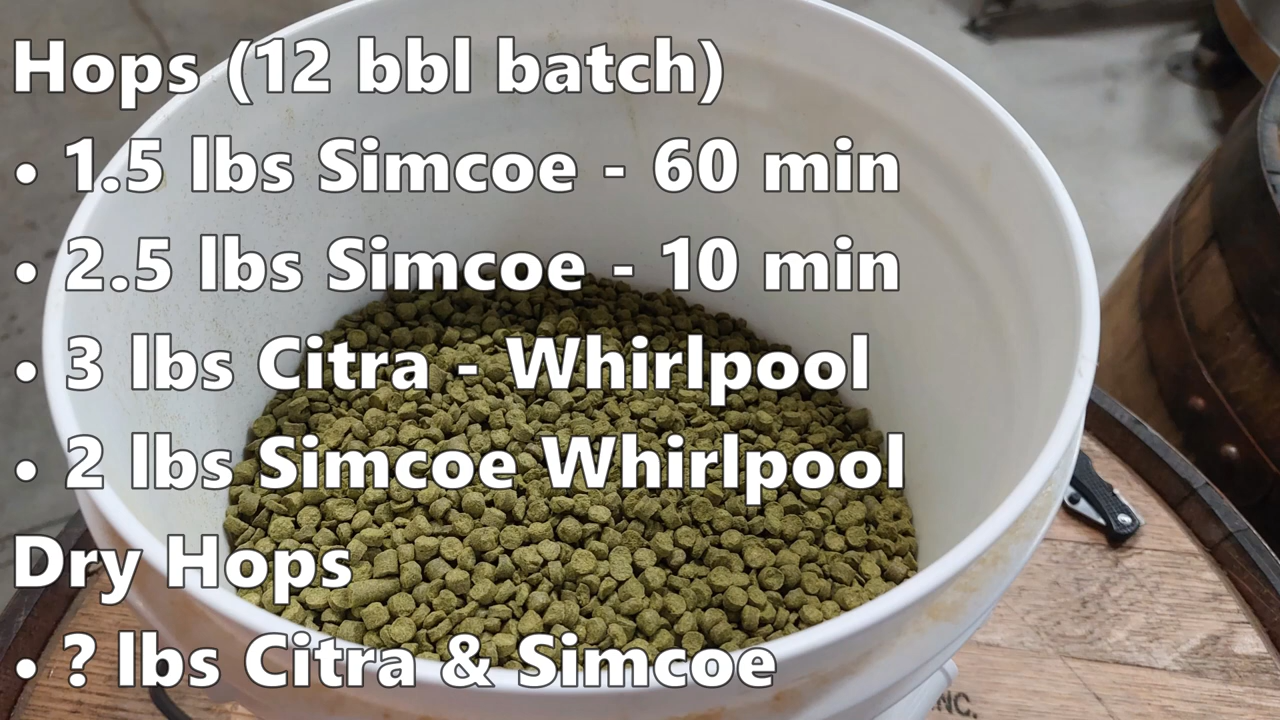 Hops (12 bbl batch)
• 1.5 lbs Simcoe - 60 min
• 2.5 lbs Simcoe - 10 min
• 3 lbs Citra - Whirlpool
• 2 lbs Simcoe Whirlpool
Dry Hops
• ? lbs Citra & Simcoe
NC.